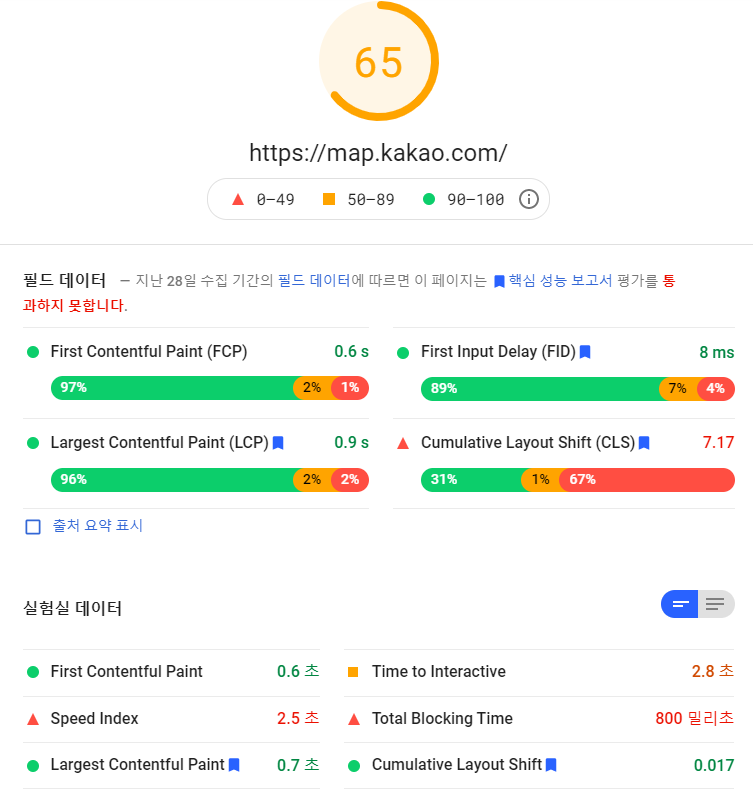 65
https://map.kakao.com/
0–49 50–89 90–100
필드 데이터 — 지난 28일 수집 기간의 필드 데이터에 따르면 이 페이지는 핵심 성능 보고서 평가를 통
과하지 못합니다.
First Contentful Paint (FCP) 0.6 s
97% 2% 1%
First Input Delay (FID) 8 ms
89% 7% 4%
Largest Contentful Paint (LCP) 0.9 s
96% 2% 2%
Cumulative Layout Shift (CLS) 7.17
31% 1% 67%
출처 요약 표시
실험실 데이터
First Contentful Paint 0.6 초
Time to Interactive 2.8 초
Speed Index 2.5 초
Total Blocking Time 800 밀리초
Largest Contentful Paint 0.7 초
Cumulative Layout Shift 0.017